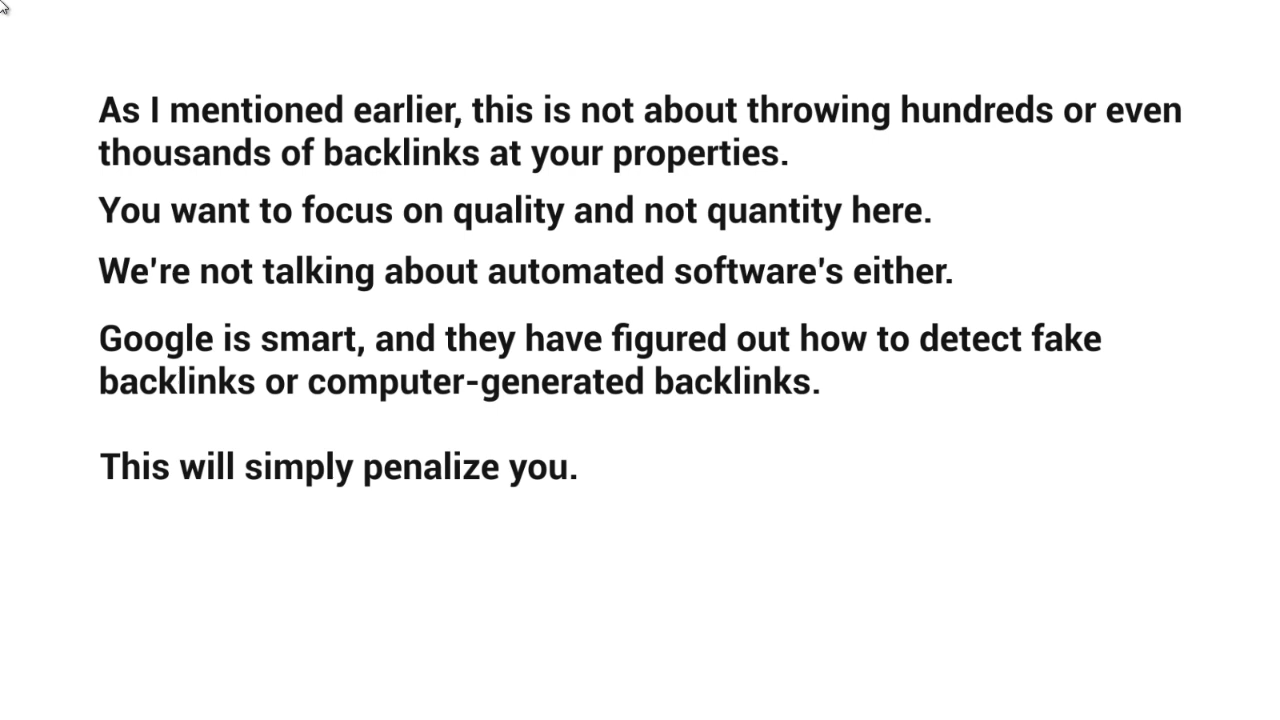 As I mentioned earlier, this is not about throwing hundreds or even
thousands of backlinks at your properties.
You want to focus on quality and not quantity here.
We're not talking about automated software's either.
Google is smart, and they have figured out how to detect fake
backlinks or computer-generated backlinks.
This will simply penalize you.